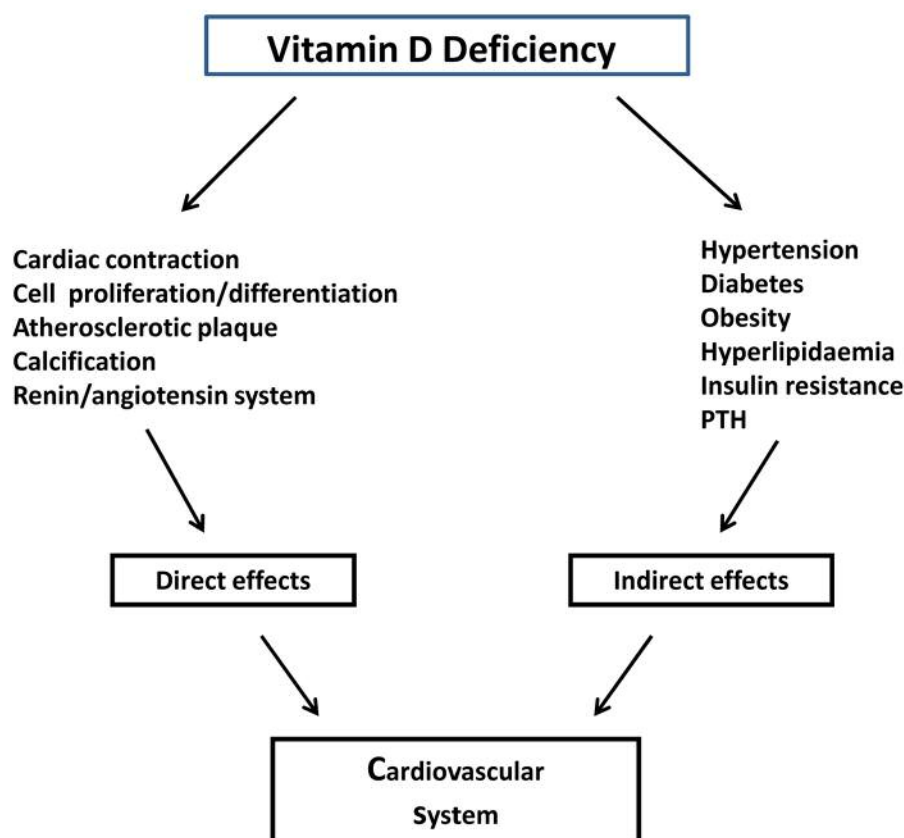 Vitamin D Deficiency
Cardiac contraction
Cell proliferation/differentiation
Atherosclerotic plaque
Calcification
Renin/angiotensin system
Hypertension
Diabetes
Obesity
Hyperlipidaemia
Insulin resistance
PTH
Direct effects
Indirect effects
Cardiovascular
System